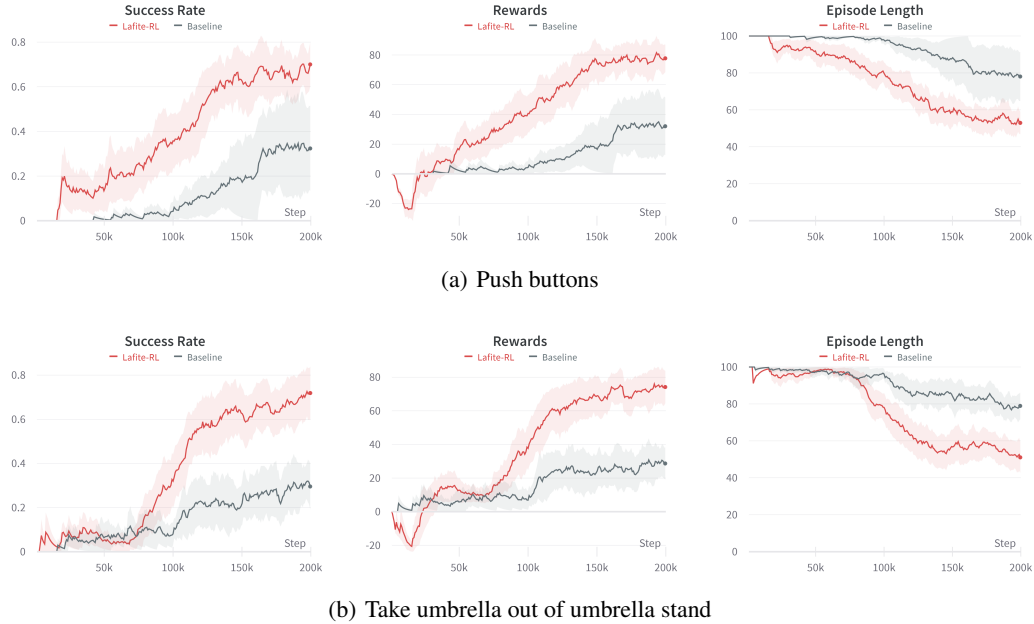 Success Rate
Lafite-RL Baseline
0.8
0.6
0.4
0.2
0
Step
50k 100k 150k 200k
Rewards
Lafite-RL Baseline
80
60
40
20
0
-20
Step
50k 100k 150k 200k
Episode Length
Lafite-RL Baseline
100
80
60
40
20
0
Step
50k 100k 150k 200k
(a) Push buttons
Success Rate
Lafite-RL Baseline
0.8
0.6
0.4
0.2
0
Step
50k 100k 150k 200k
Rewards
Lafite-RL Baseline
80
60
40
20
0
-20
Step
50k 100k 150k 200k
Episode Length
Lafite-RL Baseline
100
80
60
40
20
0
Step
50k 100k 150k 200k
(b) Take umbrella out of umbrella stand